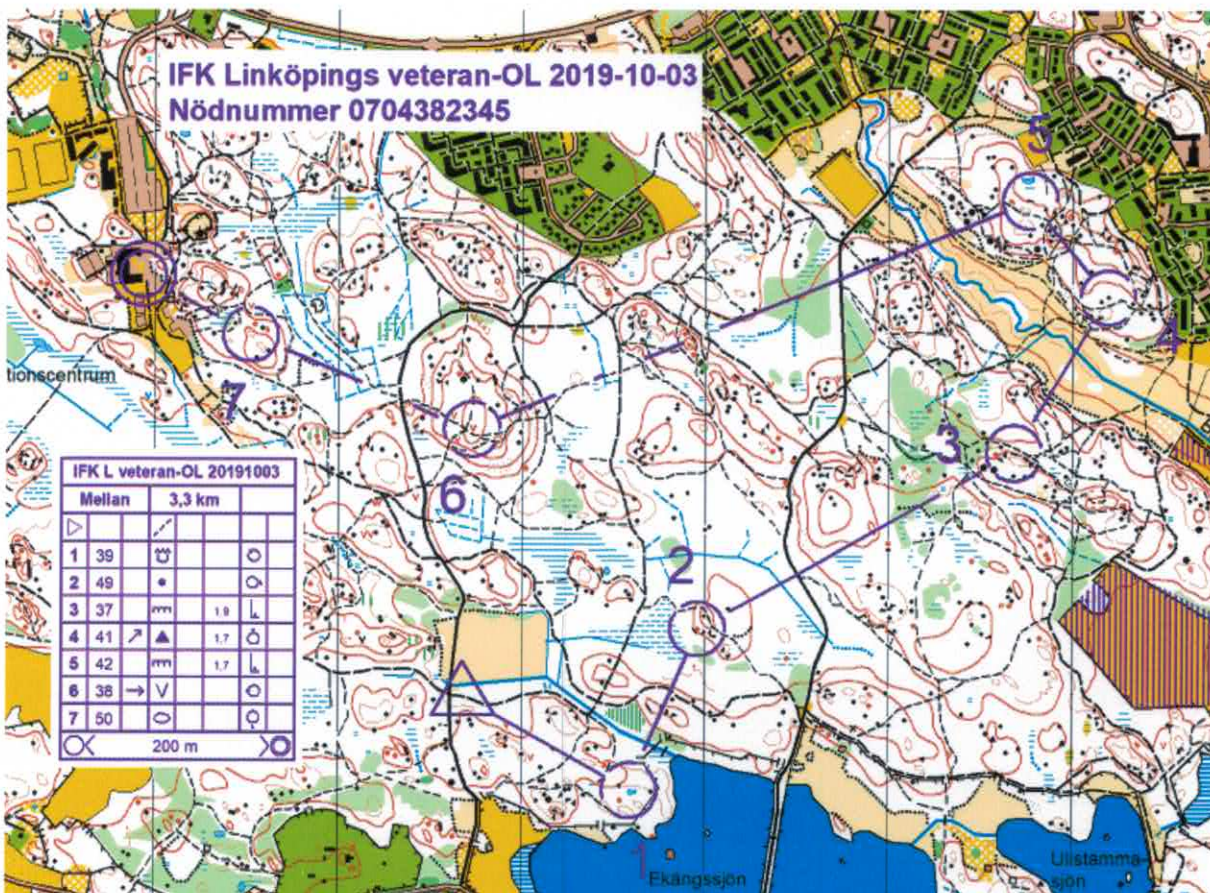 IFK Linköpings veteran-OL 2019-10-03
Nödnummer 0704382345
5
4
tionscentrum
7
3
6
2
IFK L veteran-OL 20191003
Mellan 3,3 km
1 39
2 49
3 37 1.9
4 41 1.7
5 42 1.7
6 38
7 50
200 m
1
Ekängssjön
Ullstämma-
sjön